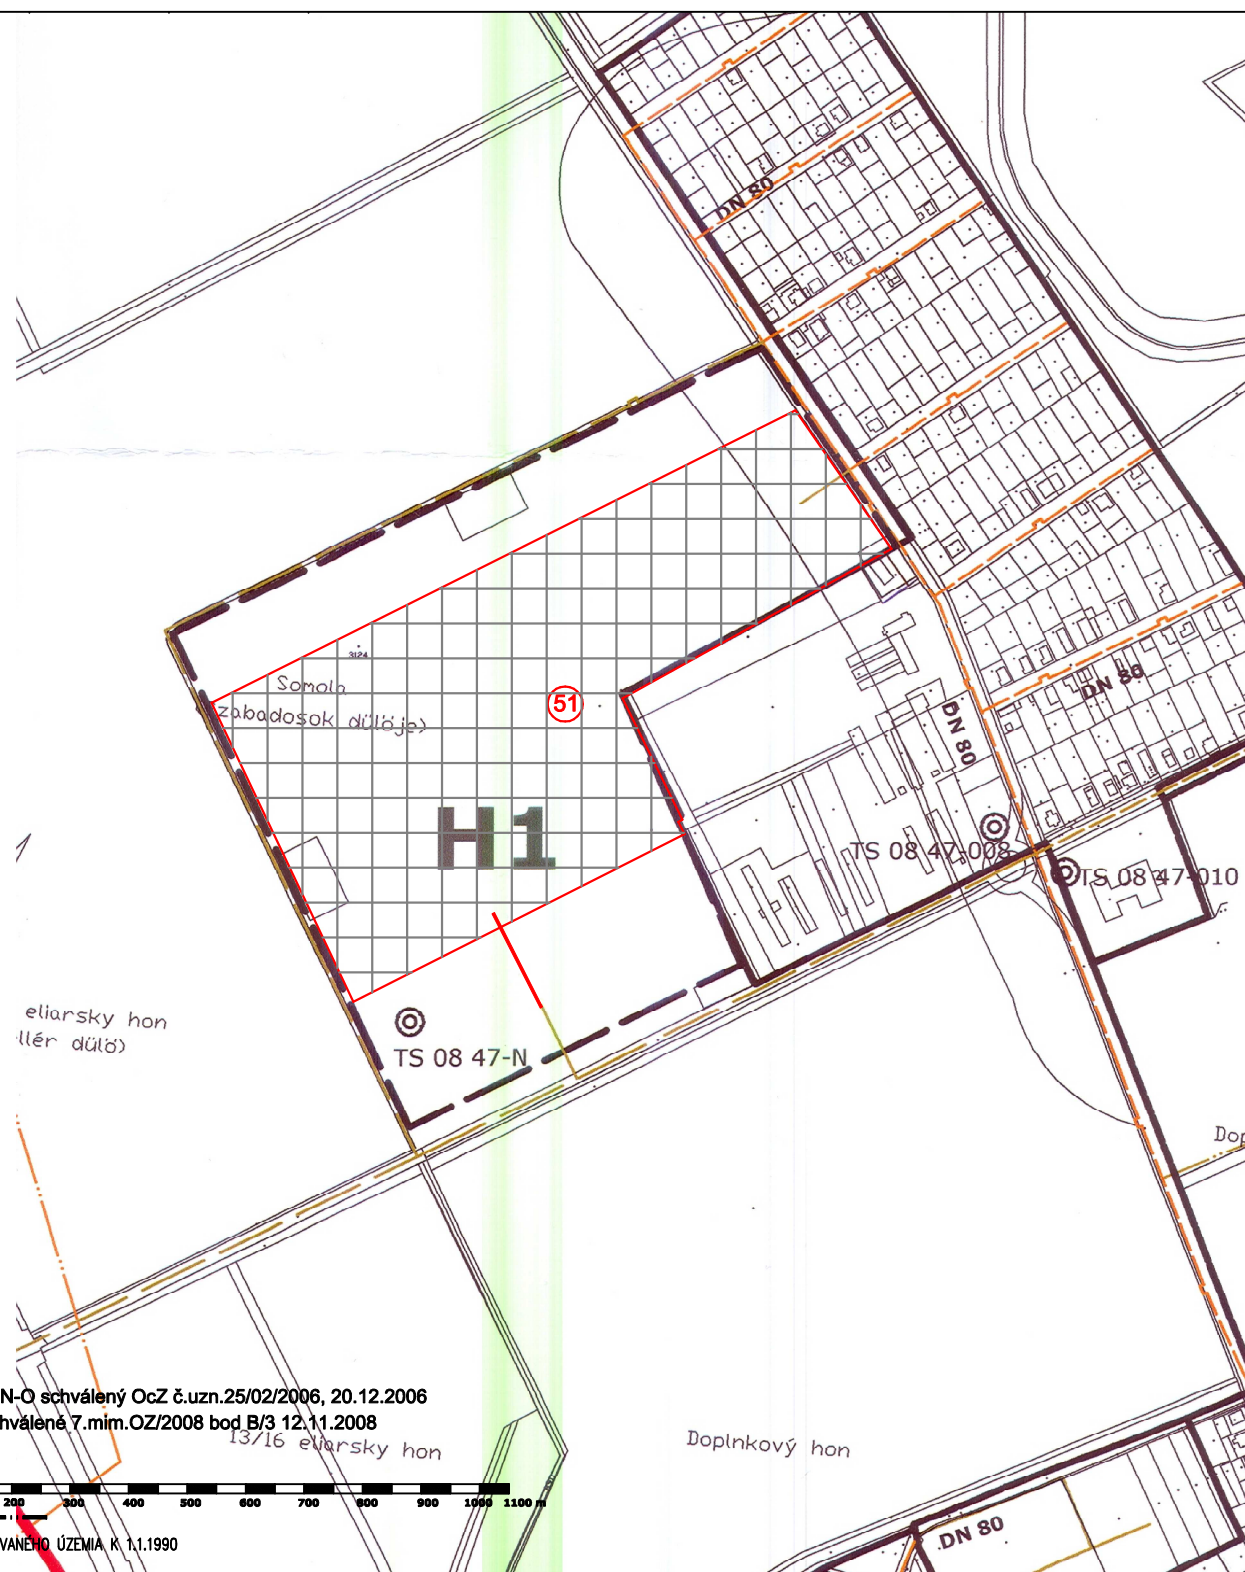 DN 80
3124
Somola
zabadosok dülöje)
51
H1
DN 80
DN 80
TS 08 47-008
TS 08 47-010
eliarsky hon
llér dülö)
TS 08 47-N
Dop
N-O schválený OcZ č.uzn.25/02/2006, 20.12.2006
hválené 7.mim.OZ/2008 bod B/3 12.11.2008
13/16 eliarsky hon
Doplnkový hon
200 300 400 500 600 700 800 900 1000 1100 m
VANÉHO ÚZEMIA K 1.1.1990
DN 80